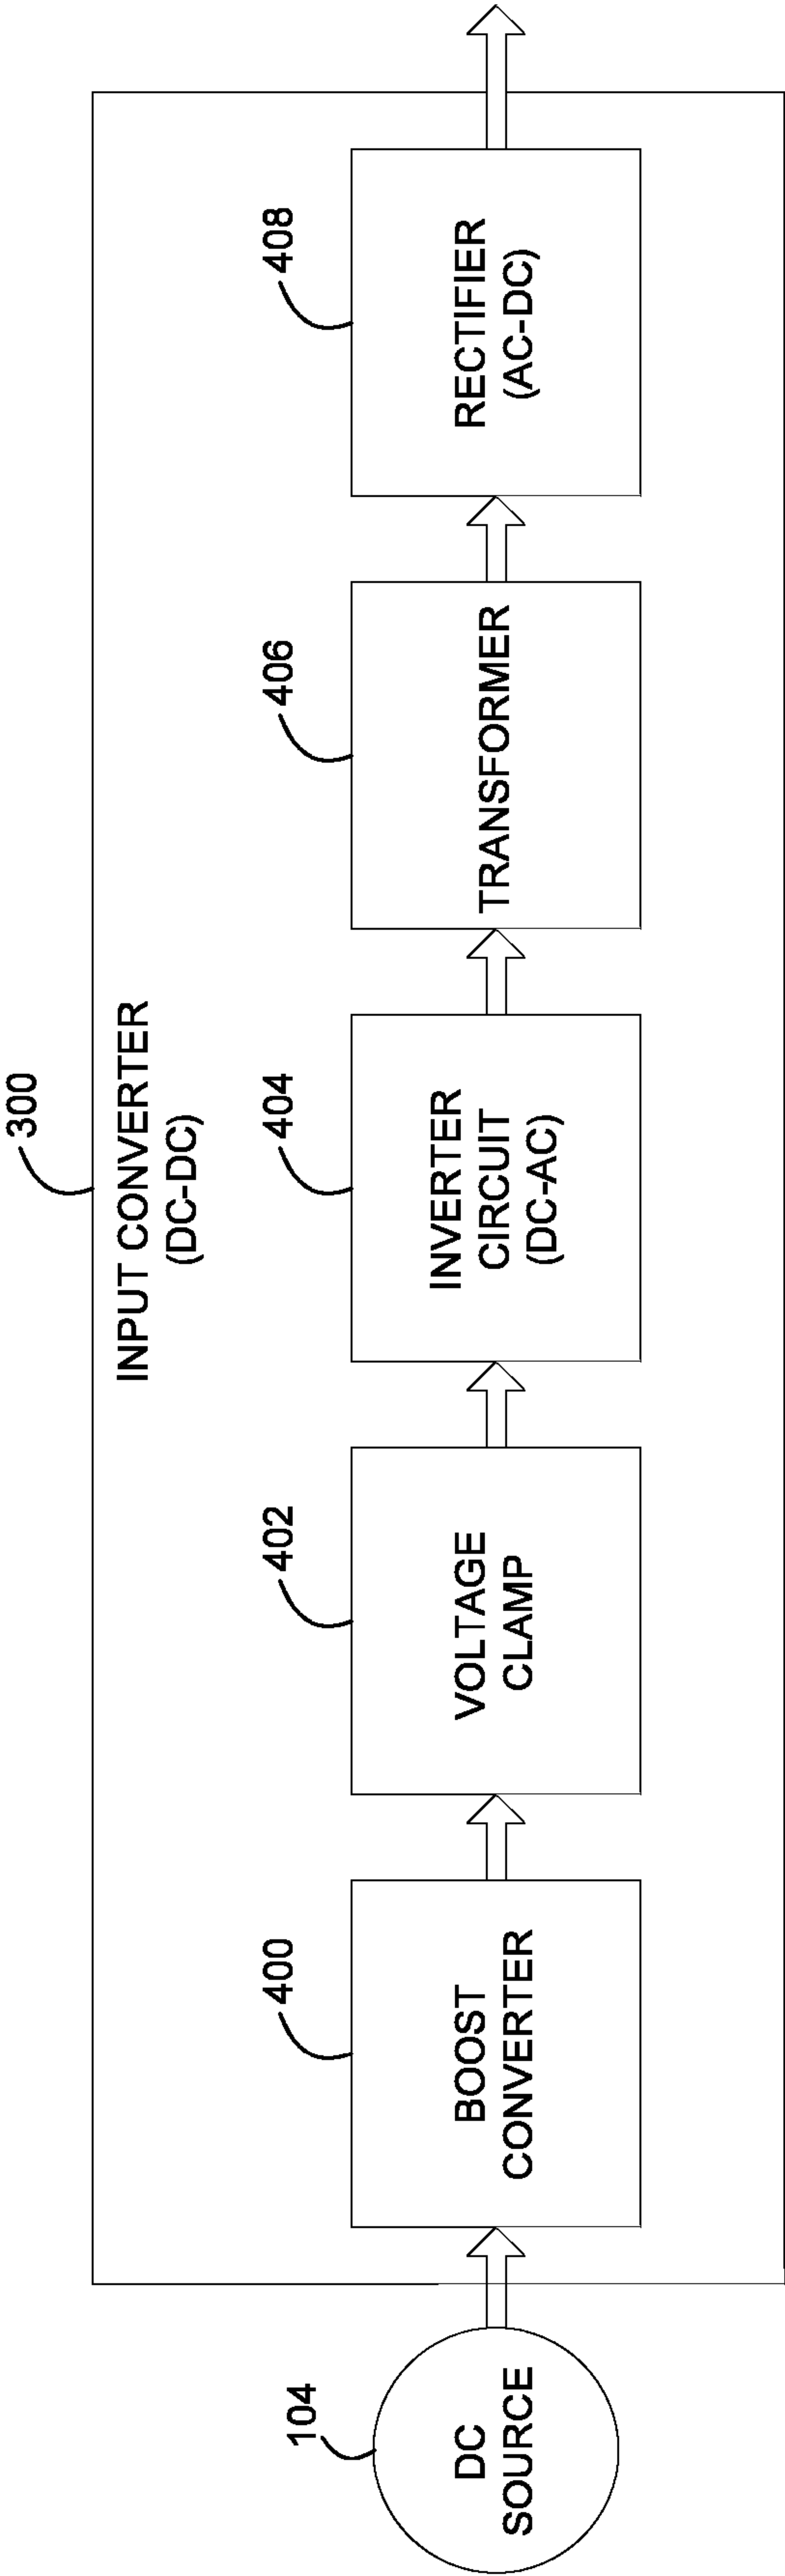 300
INPUT CONVERTER
(DC-DC)
104
DC
SOURCE
400
BOOST
CONVERTER
402
VOLTAGE
CLAMP
404
INVERTER
CIRCUIT
(DC-AC)
406
TRANSFORMER
408
RECTIFIER
(AC-DC)